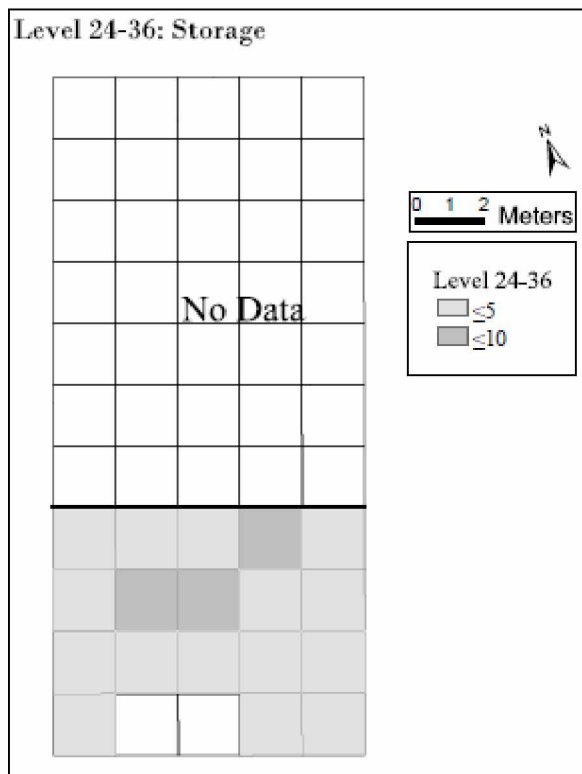 Level 24-36: Storage
N
0 1 2 Meters
Level 24-36
≤5
≤10
No Data